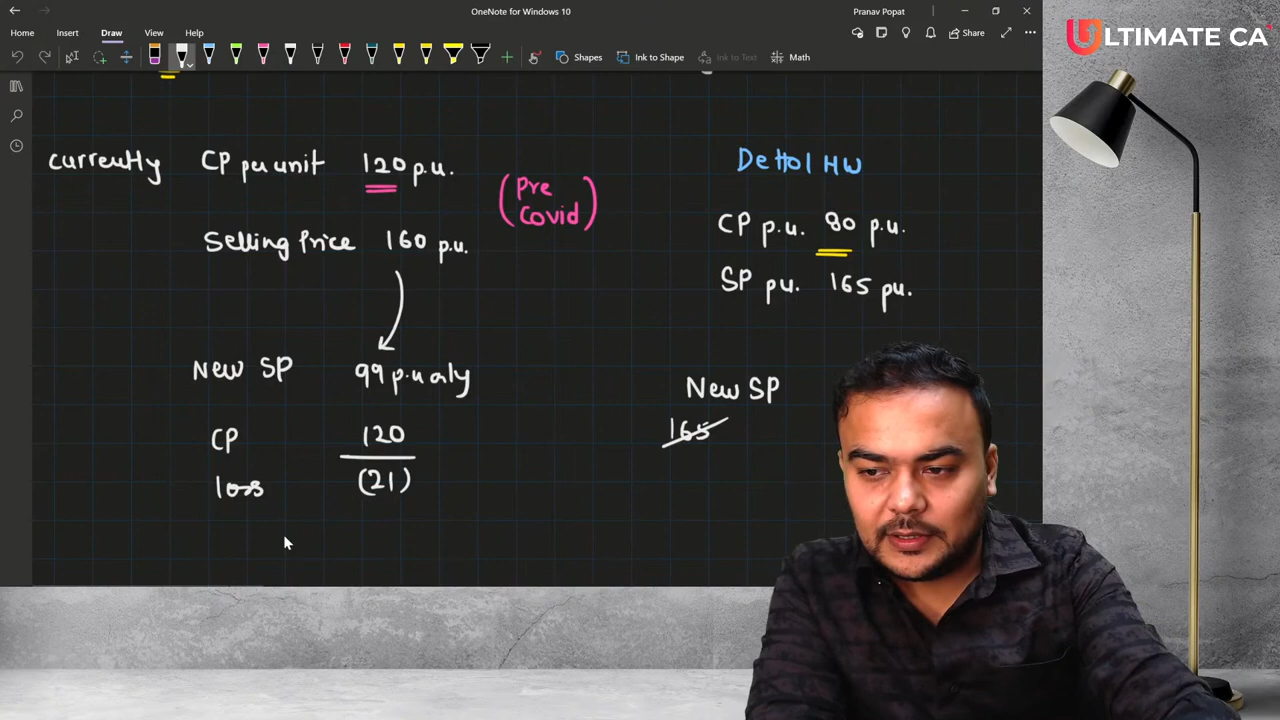 OneNote for Windows 10
Pranav Popat
Home Insert Draw View Help
Share
Shapes Ink to Shape Ink to Text Math
ULTIMATE CA
Currently CP per unit 120 p.u.
(Pre Covid)
Selling Price 160 p.u.
New SP 99 p.u only
CP 120
loss (21)
Dettol HW
CP p.u. 80 p.u.
SP pu. 165 pu.
New SP
165